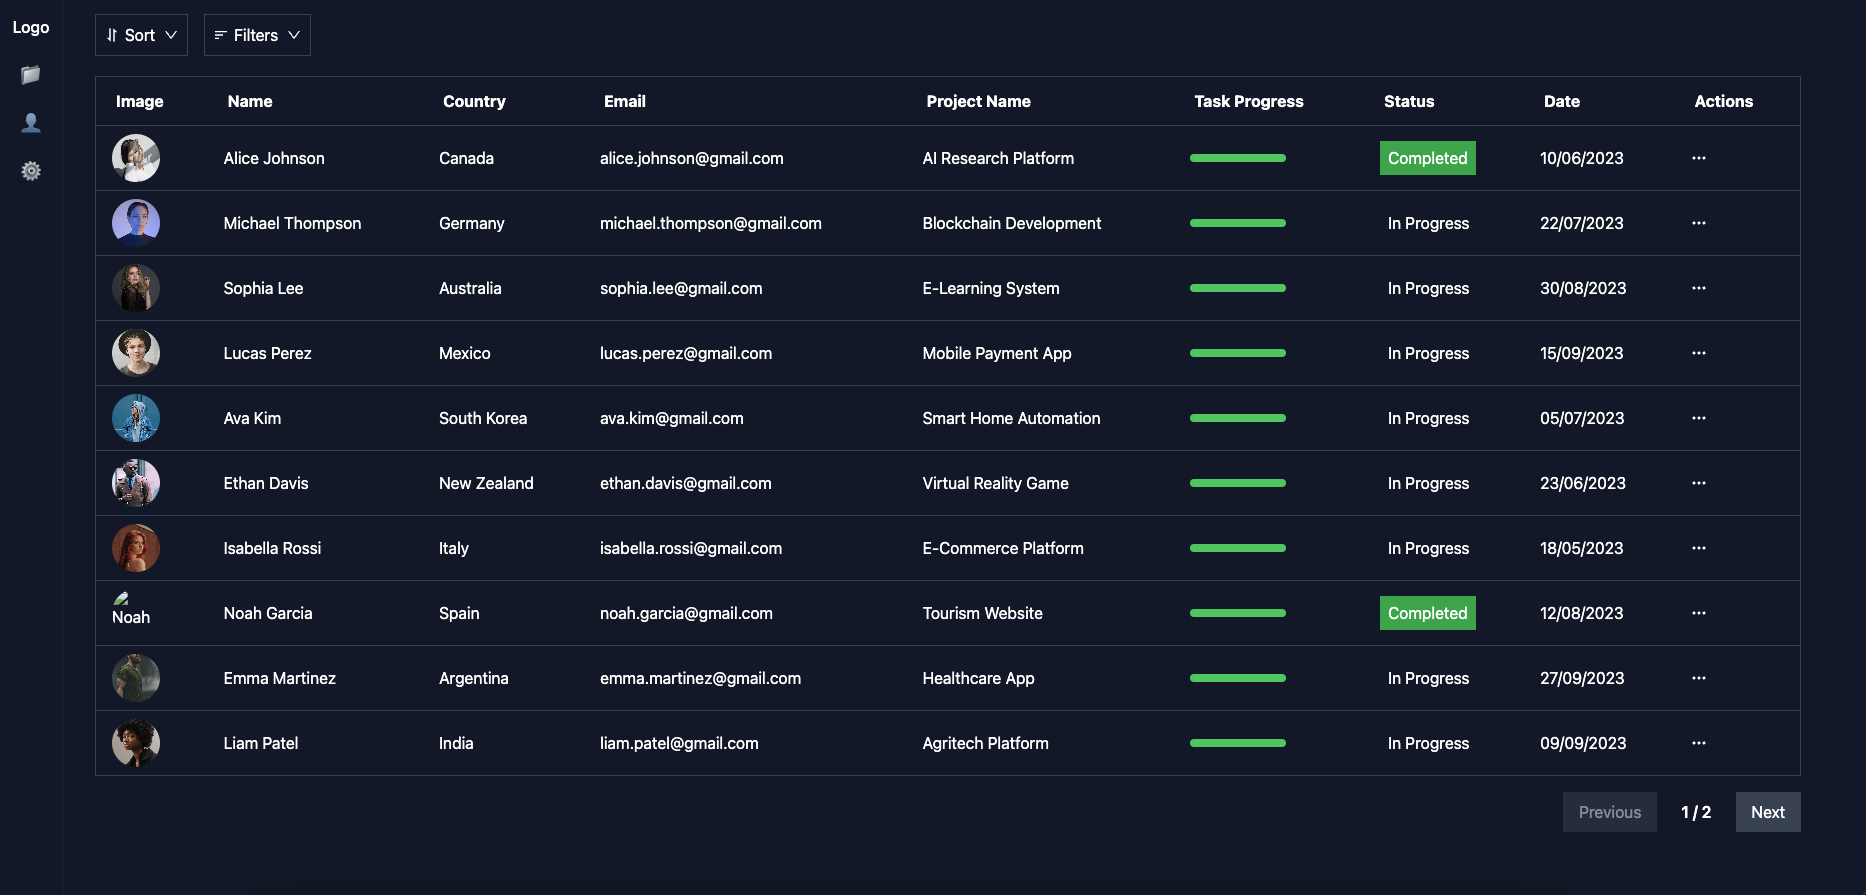 Logo
Sort Filters
Image Name Country Email Project Name Task Progress Status Date Actions
Alice Johnson Canada alice.johnson@gmail.com AI Research Platform Completed 10/06/2023 ···
Michael Thompson Germany michael.thompson@gmail.com Blockchain Development In Progress 22/07/2023 ···
Sophia Lee Australia sophia.lee@gmail.com E-Learning System In Progress 30/08/2023 ···
Lucas Perez Mexico lucas.perez@gmail.com Mobile Payment App In Progress 15/09/2023 ···
Ava Kim South Korea ava.kim@gmail.com Smart Home Automation In Progress 05/07/2023 ···
Ethan Davis New Zealand ethan.davis@gmail.com Virtual Reality Game In Progress 23/06/2023 ···
Isabella Rossi Italy isabella.rossi@gmail.com E-Commerce Platform In Progress 18/05/2023 ···
Noah Noah Garcia Spain noah.garcia@gmail.com Tourism Website Completed 12/08/2023 ···
Emma Martinez Argentina emma.martinez@gmail.com Healthcare App In Progress 27/09/2023 ···
Liam Patel India liam.patel@gmail.com Agritech Platform In Progress 09/09/2023 ···
Previous 1 / 2 Next